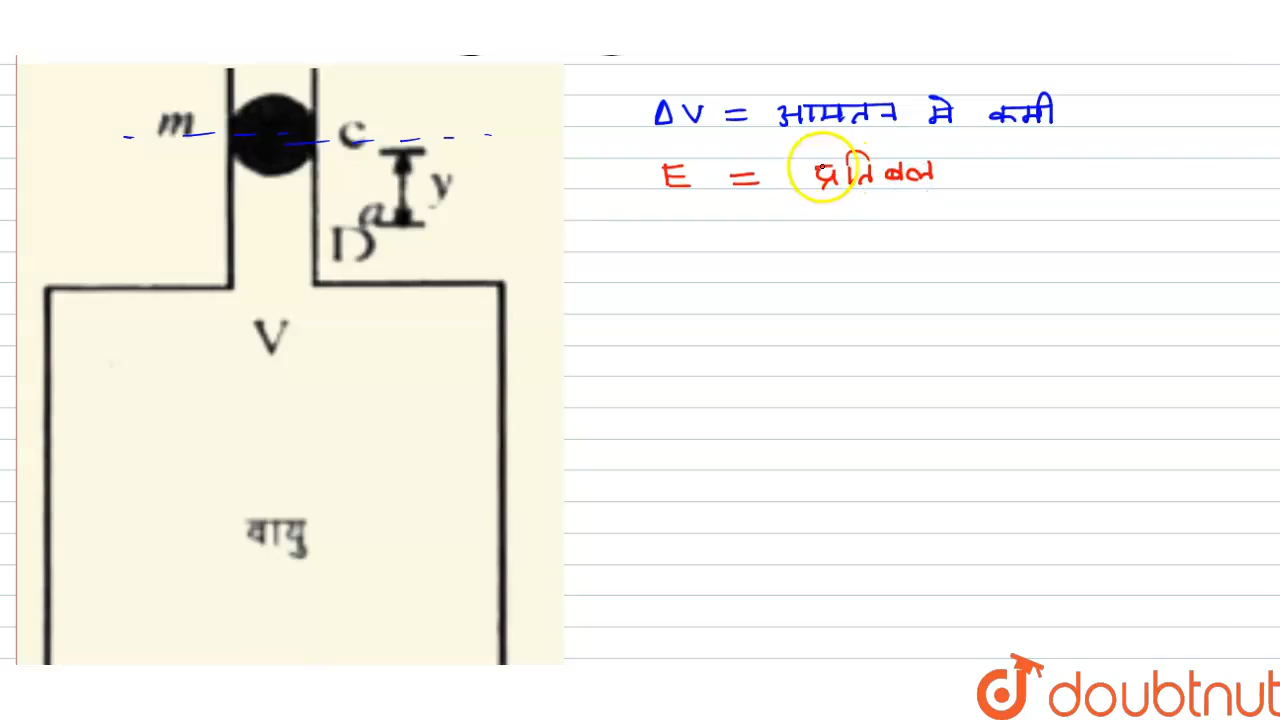 m
C
y
a
D
V
वायु
ΔV = आयतन मे कमी
E = प्रतिबल
doubtnut